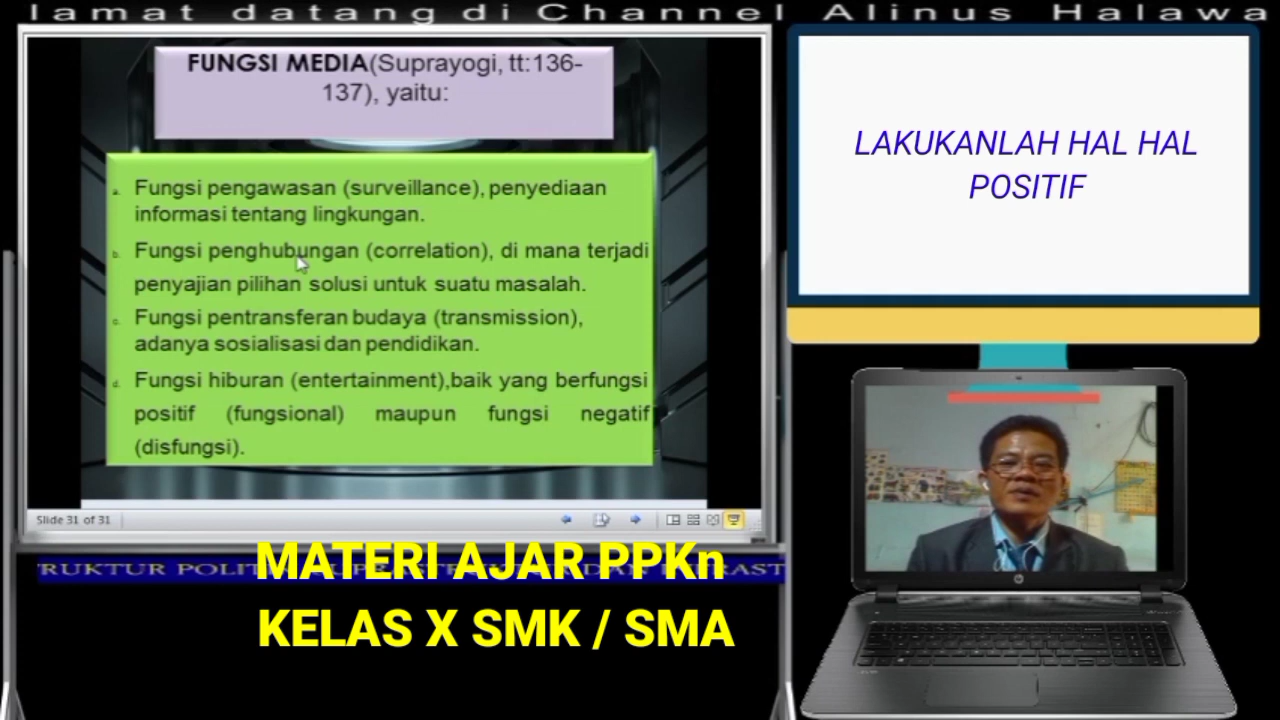 lamat datang di Channel Alinus Halawa
FUNGSI MEDIA(Suprayogi, tt:136-
137), yaitu:
a. Fungsi pengawasan (surveillance), penyediaan
informasi tentang lingkungan.
b. Fungsi penghubungan (correlation), di mana terjadi
penyajian pilihan solusi untuk suatu masalah.
c. Fungsi pentransferan budaya (transmission),
adanya sosialisasi dan pendidikan.
d. Fungsi hiburan (entertainment),baik yang berfungsi
positif (fungsional) maupun fungsi negatif
(disfungsi).
Slide 31 of 31
LAKUKANLAH HAL HAL
POSITIF
MATERI AJAR PPKn
KELAS X SMK / SMA